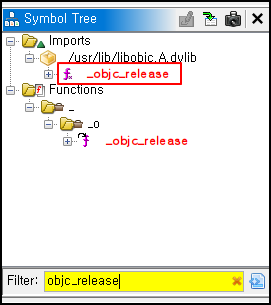 Symbol Tree
Imports
/usr/lib/libobjc.A.dylib
_objc_release
Functions
_
_o
_objc_release
Filter: objc_release